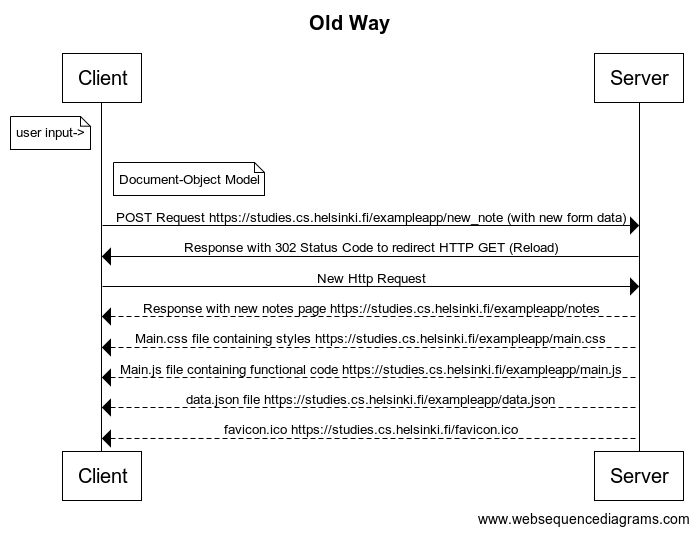 Old Way
Client
Server
user input->
Document-Object Model
POST Request https://studies.cs.helsinki.fi/exampleapp/new_note (with new form data)
Response with 302 Status Code to redirect HTTP GET (Reload)
New Http Request
Response with new notes page https://studies.cs.helsinki.fi/exampleapp/notes
Main.css file containing styles https://studies.cs.helsinki.fi/exampleapp/main.css
Main.js file containing functional code https://studies.cs.helsinki.fi/exampleapp/main.js
data.json file https://studies.cs.helsinki.fi/exampleapp/data.json
favicon.ico https://studies.cs.helsinki.fi/favicon.ico
Client
Server
www.websequencediagrams.com